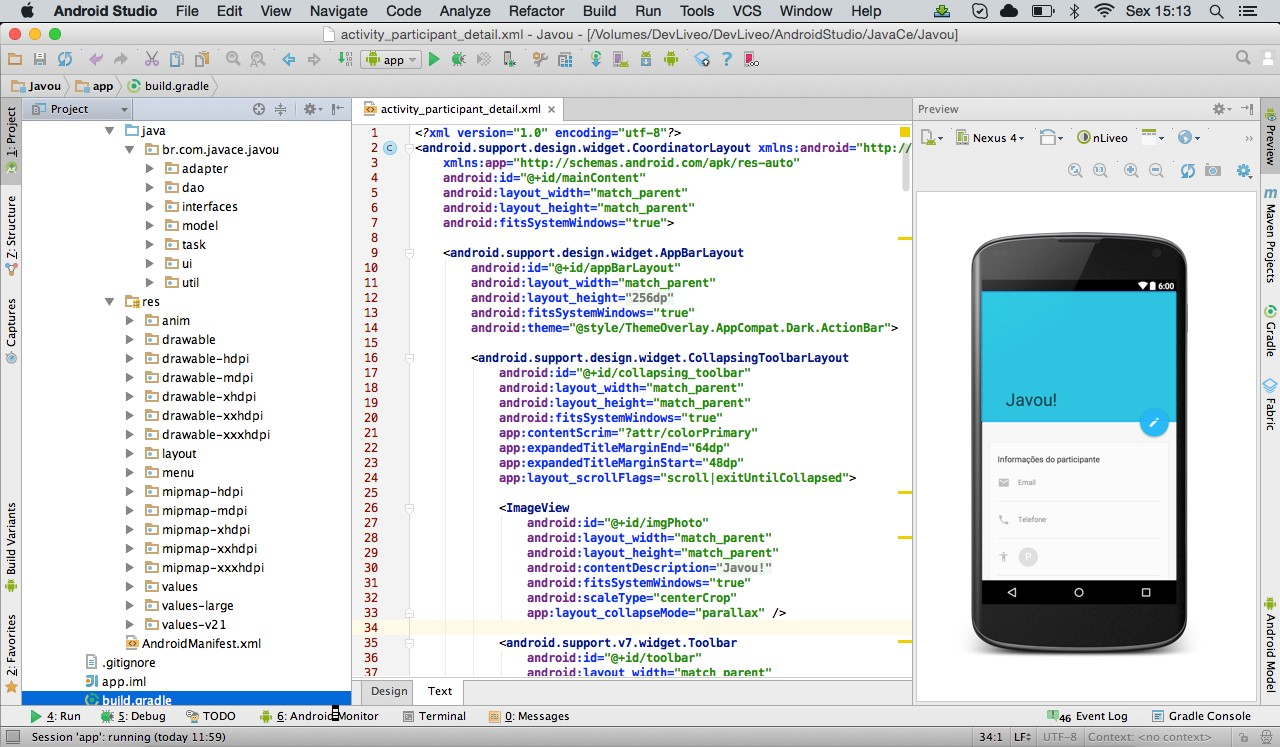 Android Studio File Edit View Navigate Code Analyze Refactor Build Run Tools VCS Window Help Sex 15:13
activity_participant_detail.xml - Javou - [/Volumes/DevLiveo/DevLiveo/AndroidStudio/JavaCe/Javou]
app
Javou app build.gradle
1: Project
Z: Structure
Captures
Build Variants
2: Favorites
Project
java
br.com.javace.javou
adapter
dao
interfaces
model
task
ui
util
res
anim
drawable
drawable-hdpi
drawable-mdpi
drawable-xhdpi
drawable-xxhdpi
drawable-xxxhdpi
layout
menu
mipmap-hdpi
mipmap-mdpi
mipmap-xhdpi
mipmap-xxhdpi
mipmap-xxxhdpi
values
values-large
values-v21
AndroidManifest.xml
.gitignore
app.iml
build.gradle
activity_participant_detail.xml
1 <?xml version="1.0" encoding="utf-8"?>
2 <android.support.design.widget.CoordinatorLayout xmlns:android="http://
3 xmlns:app="http://schemas.android.com/apk/res-auto"
4 android:id="@+id/mainContent"
5 android:layout_width="match_parent"
6 android:layout_height="match_parent"
7 android:fitsSystemWindows="true">
8
9 <android.support.design.widget.AppBarLayout
10 android:id="@+id/appBarLayout"
11 android:layout_width="match_parent"
12 android:layout_height="256dp"
13 android:fitsSystemWindows="true"
14 android:theme="@style/ThemeOverlay.AppCompat.Dark.ActionBar">
15
16 <android.support.design.widget.CollapsingToolbarLayout
17 android:id="@+id/collapsing_toolbar"
18 android:layout_width="match_parent"
19 android:layout_height="match_parent"
20 android:fitsSystemWindows="true"
21 app:contentScrim="?attr/colorPrimary"
22 app:expandedTitleMarginEnd="64dp"
23 app:expandedTitleMarginStart="48dp"
24 app:layout_scrollFlags="scroll|exitUntilCollapsed">
25
26 <ImageView
27 android:id="@+id/imgPhoto"
28 android:layout_width="match_parent"
29 android:layout_height="match_parent"
30 android:contentDescription="Javou!"
31 android:fitsSystemWindows="true"
32 android:scaleType="centerCrop"
33 app:layout_collapseMode="parallax" />
34
35 <android.support.v7.widget.Toolbar
36 android:id="@+id/toolbar"
37 android:layout_width="match_parent"
Design Text
Preview
Nexus 4 nLiveo
6:00
Javou!
Informações do participante
Email
Telefone
P
Preview
Maven Projects
Gradle
Fabric
Android Model
4: Run 5: Debug TODO 6: Android Monitor Terminal 0: Messages 46 Event Log Gradle Console
Session 'app': running (today 11:59) 34:1 LF UTF-8 Context: <no context>